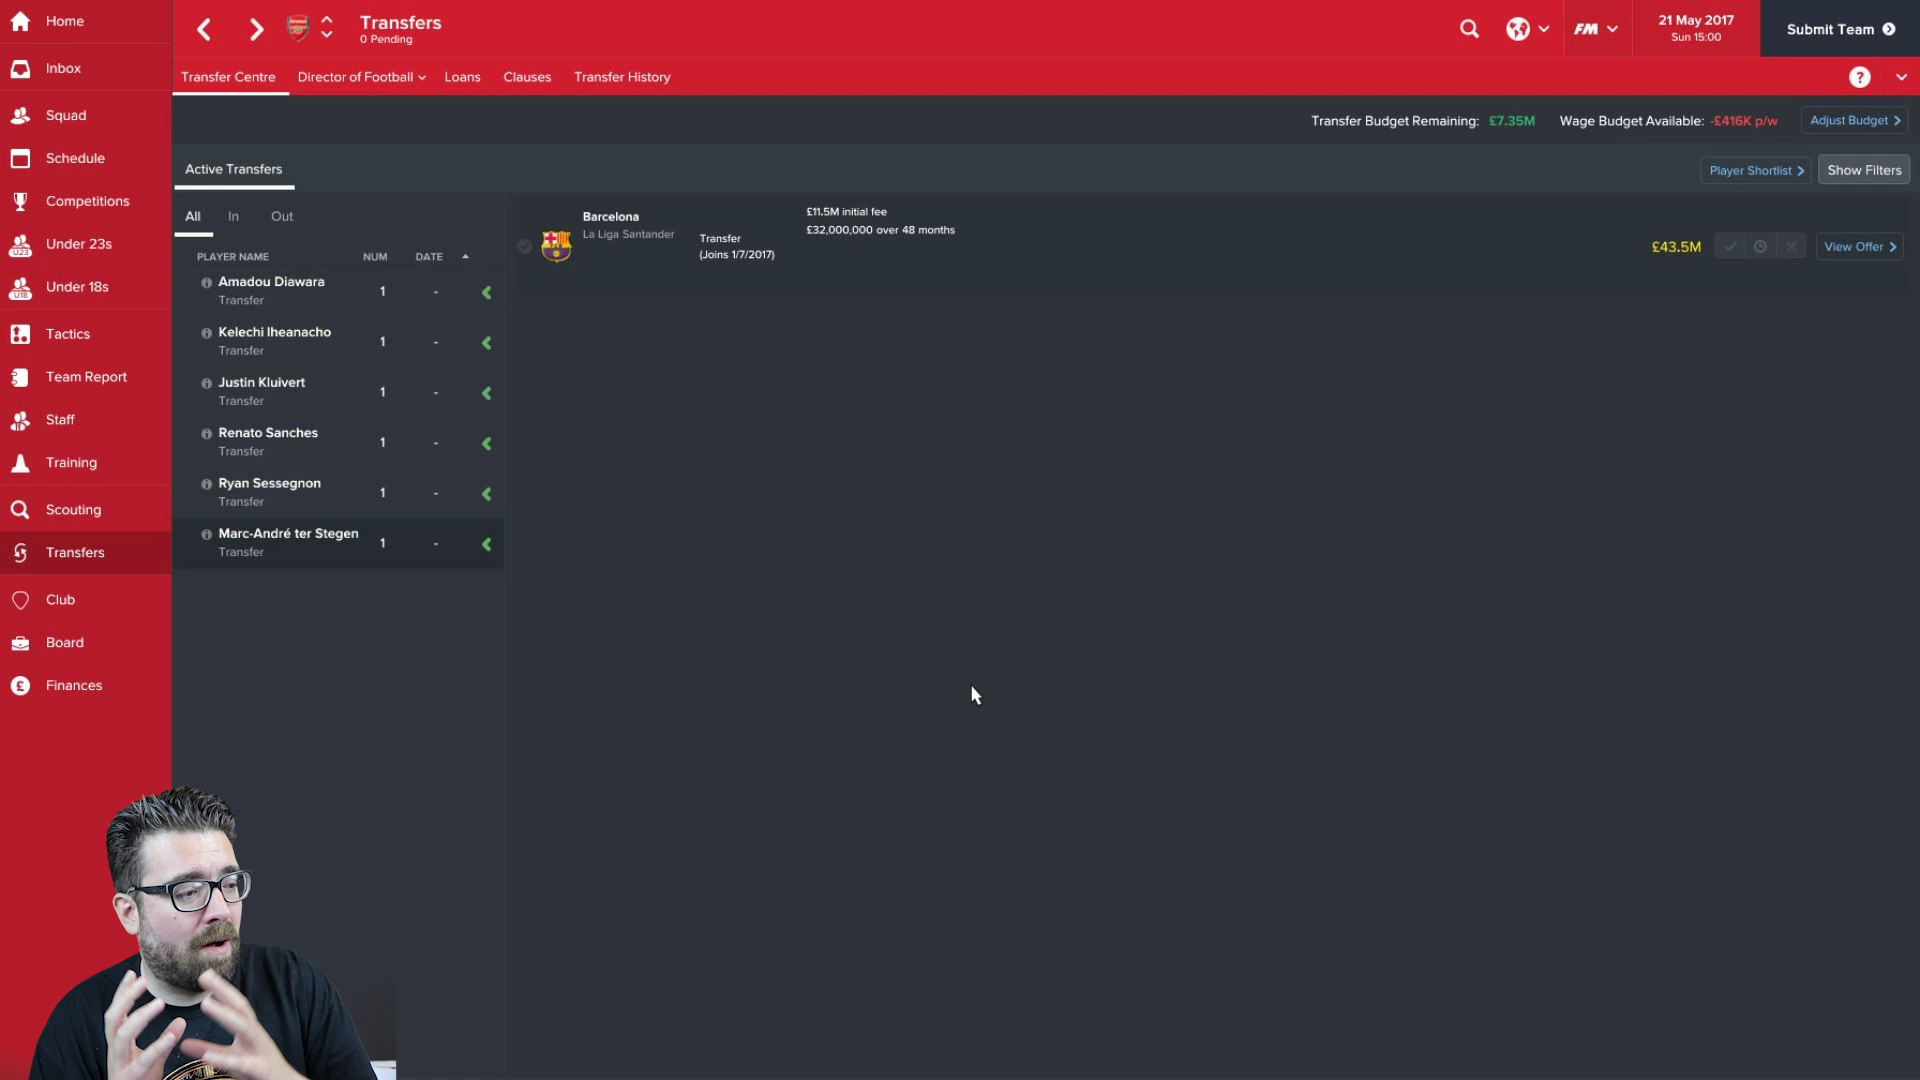 Home
Inbox
Squad
Schedule
Competitions
Under 23s
Under 18s
Tactics
Team Report
Staff
Training
Scouting
Transfers
Club
Board
Finances
Transfers
0 Pending
FM
21 May 2017
Sun 15:00
Submit Team
Transfer Centre
Director of Football
Loans
Clauses
Transfer History
?
Transfer Budget Remaining: £7.35M
Wage Budget Available: -£416K p/w
Adjust Budget
Active Transfers
Player Shortlist
Show Filters
All
In
Out
PLAYER NAME NUM DATE
Amadou Diawara 1 -
Transfer
Kelechi Iheanacho 1 -
Transfer
Justin Kluivert 1 -
Transfer
Renato Sanches 1 -
Transfer
Ryan Sessegnon 1 -
Transfer
Marc-André ter Stegen 1 -
Transfer
Barcelona
La Liga Santander
Transfer
(Joins 1/7/2017)
£11.5M initial fee
£32,000,000 over 48 months
£43.5M
View Offer